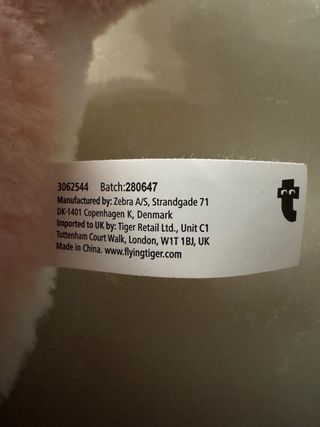 3062544 Batch:280647
Manufactured by: Zebra A/S, Strandgade 71
DK-1401 Copenhagen K, Denmark
Imported to UK by: Tiger Retail Ltd., Unit C1
Tottenham Court Walk, London, W1T 1BJ, UK
Made in China. www.flyingtiger.com
t